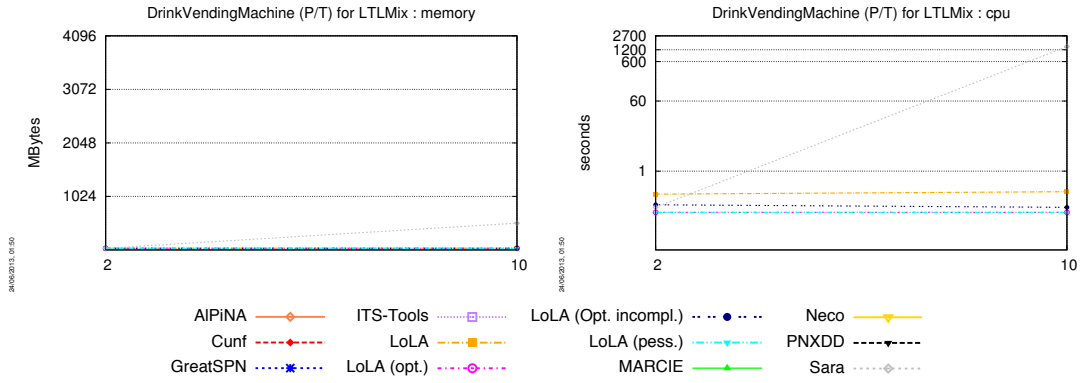 DrinkVendingMachine (P/T) for LTLMix : memory
4096
3072
2048
1024
MBytes
2
10
24/06/2013, 01:50
DrinkVendingMachine (P/T) for LTLMix : cpu
2700
1200
600
60
1
seconds
2
10
24/06/2013, 01:50
AlPiNA
Cunf
GreatSPN
ITS-Tools
LoLA
LoLA (opt.)
LoLA (Opt. incompl.)
LoLA (pess.)
MARCIE
Neco
PNXDD
Sara